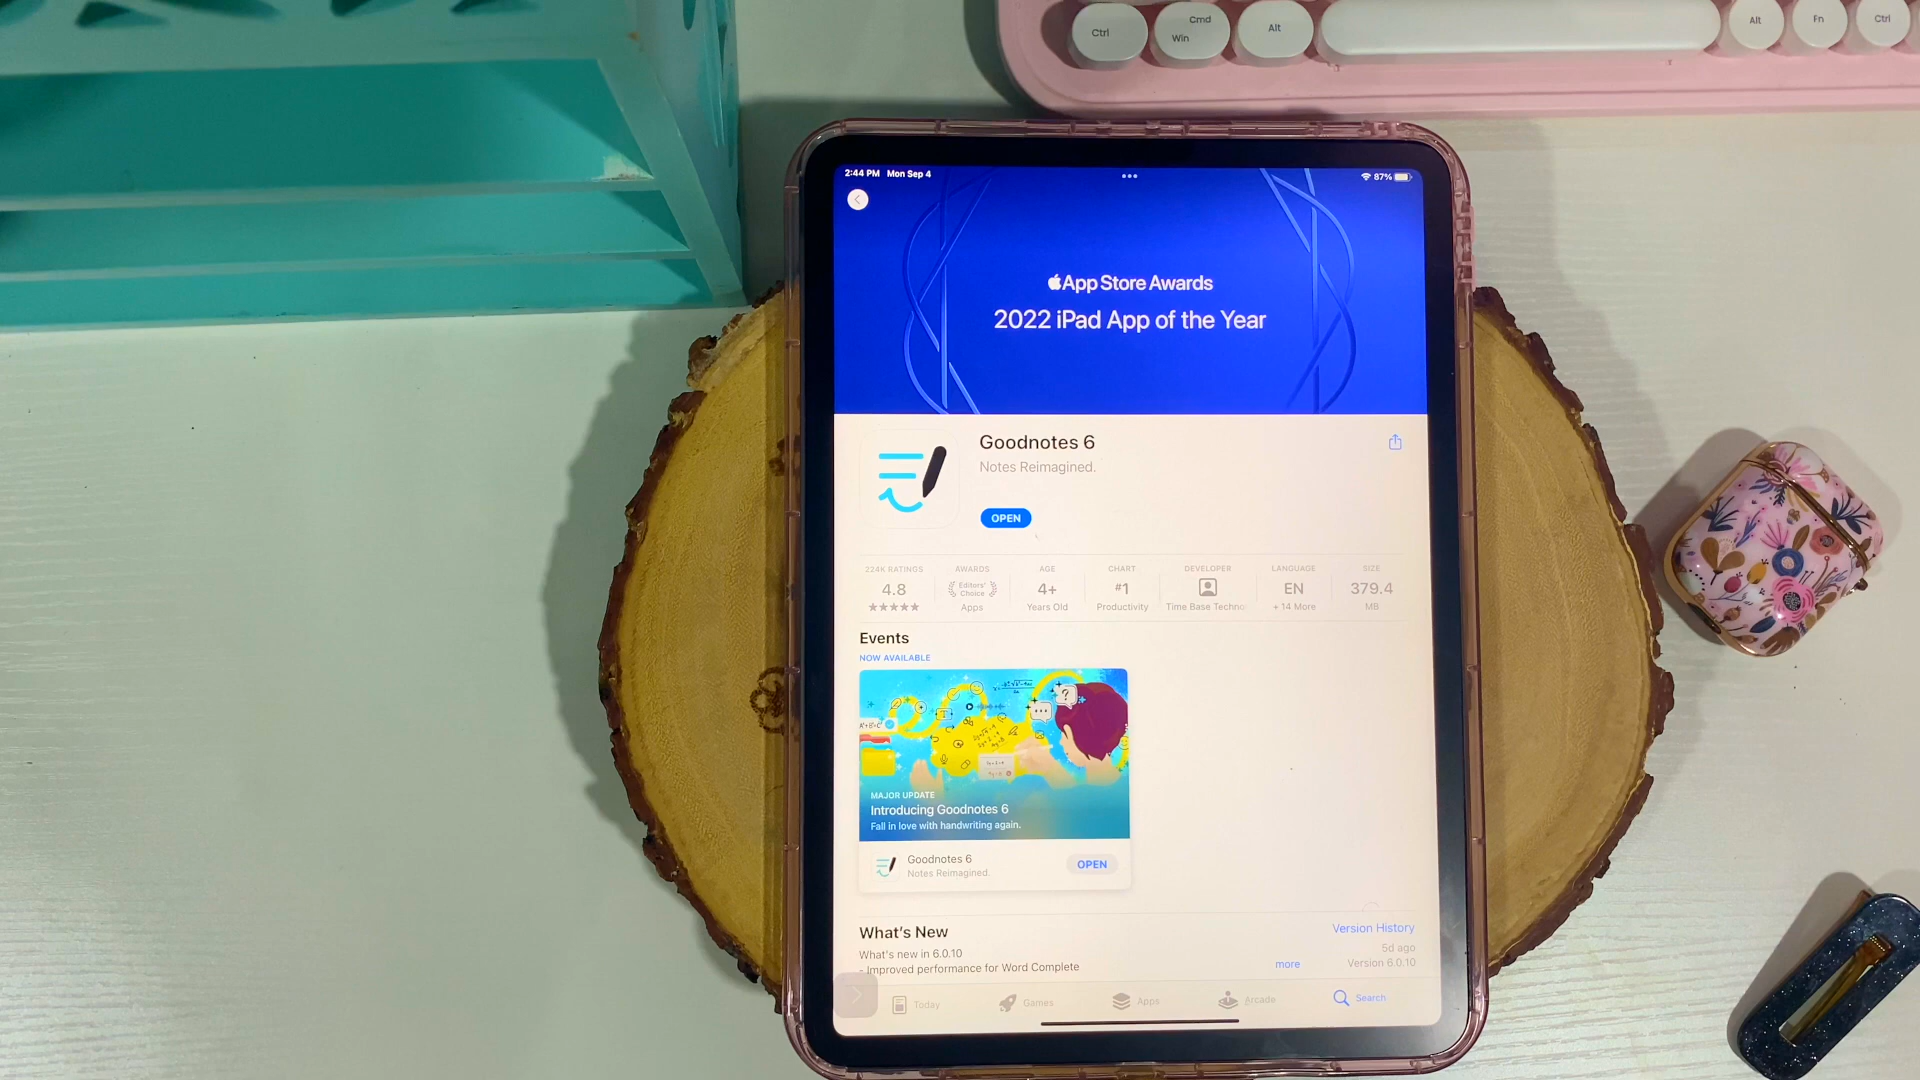 Ctrl
Cmd
Win
Alt
Alt
Fn
Ctrl
2:44 PM Mon Sep 4
87%
App Store Awards
2022 iPad App of the Year
Goodnotes 6
Notes Reimagined.
OPEN
224K RATINGS
4.8
AWARDS
Editors' Choice
Apps
AGE
4+
Years Old
CHART
#1
Productivity
DEVELOPER
Time Base Techno
LANGUAGE
EN
+ 14 More
SIZE
379.4
MB
Events
NOW AVAILABLE
MAJOR UPDATE
Introducing Goodnotes 6
Fall in love with handwriting again.
Goodnotes 6
Notes Reimagined.
OPEN
What's New
Version History
What's new in 6.0.10
5d ago
- Improved performance for Word Complete
more
Version 6.0.10
Today
Games
Apps
Arcade
Search